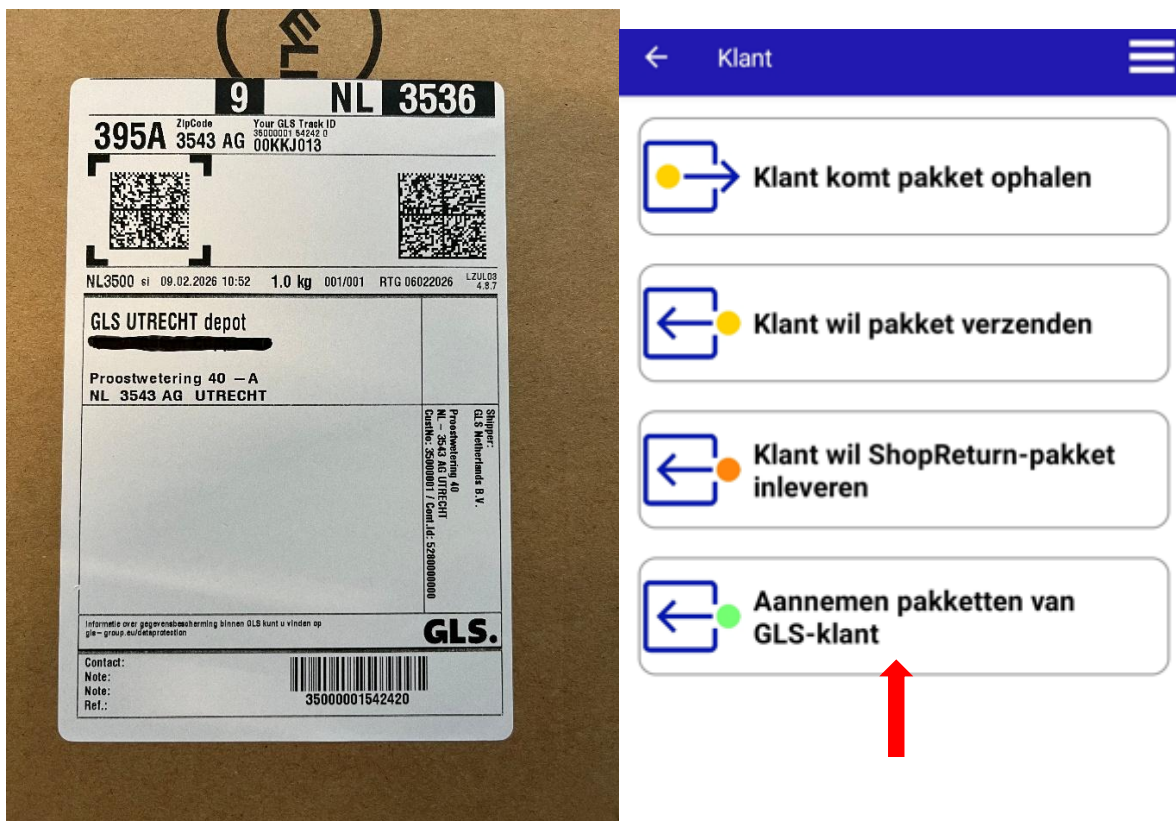 9 NL 3536
395A ZipCode 3543 AG Your GLS Track ID
35000001 54242 0
00KKJ013
NL3500 si 09.02.2026 10:52 1.0 kg 001/001 RTG 06022026 LZUL03
4.8.7
GLS UTRECHT depot
Proostwetering 40 –A
NL 3543 AG UTRECHT
Shipper:
GLS Netherlands B.V.
Proostwetering 40
NL – 3543 AG UTRECHT
CustNo: 35000001 / Cont.Id: 5280000000
Informatie over gegevensbescherming binnen GLS kunt u vinden op
gls-group.eu/dataprotection
GLS.
Contact:
Note:
Note:
Ref.:
35000001542420
Klant
Klant komt pakket ophalen
Klant wil pakket verzenden
Klant wil ShopReturn-pakket
inleveren
Aannemen pakketten van
GLS-klant